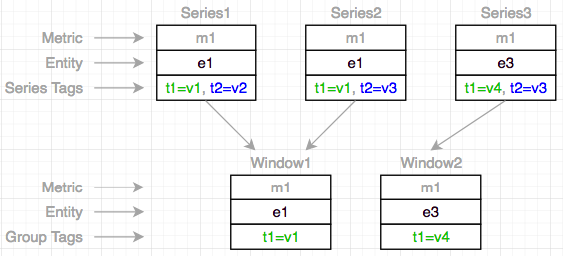 Series1 Series2 Series3
Metric m1 m1 m1
Entity e1 e1 e3
Series Tags t1=v1, t2=v2 t1=v1, t2=v3 t1=v4, t2=v3
Window1 Window2
Metric m1 m1
Entity e1 e3
Group Tags t1=v1 t1=v4